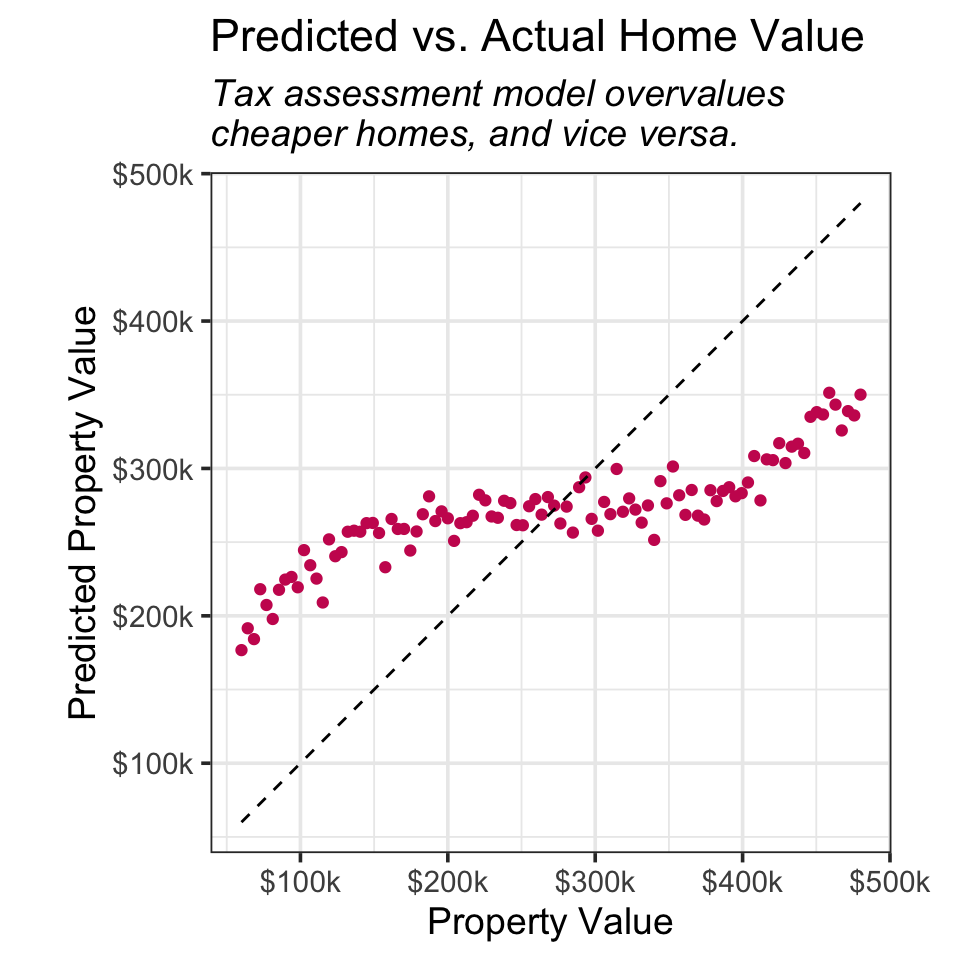 Predicted vs. Actual Home Value
Tax assessment model overvalues
cheaper homes, and vice versa.
$500k
$400k
$300k
$200k
$100k
Predicted Property Value
$100k $200k $300k $400k $500k
Property Value